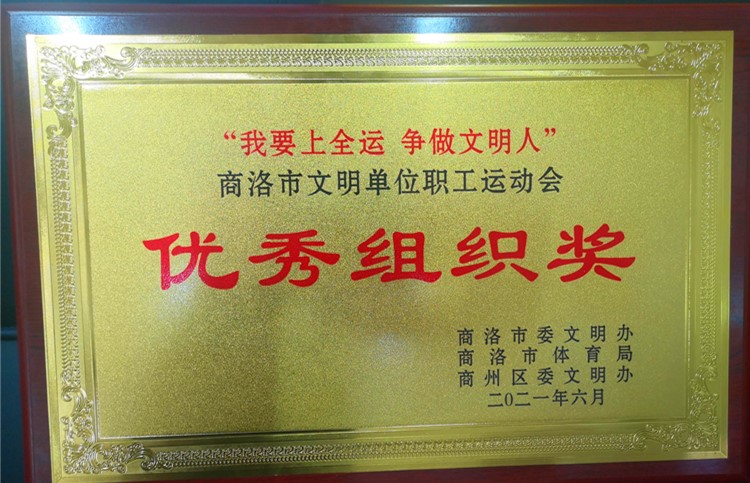 “我要上全运 争做文明人”
商洛市文明单位职工运动会
优秀组织奖
商洛市委文明办
商洛市体育局
商州区委文明办
二〇二一年六月